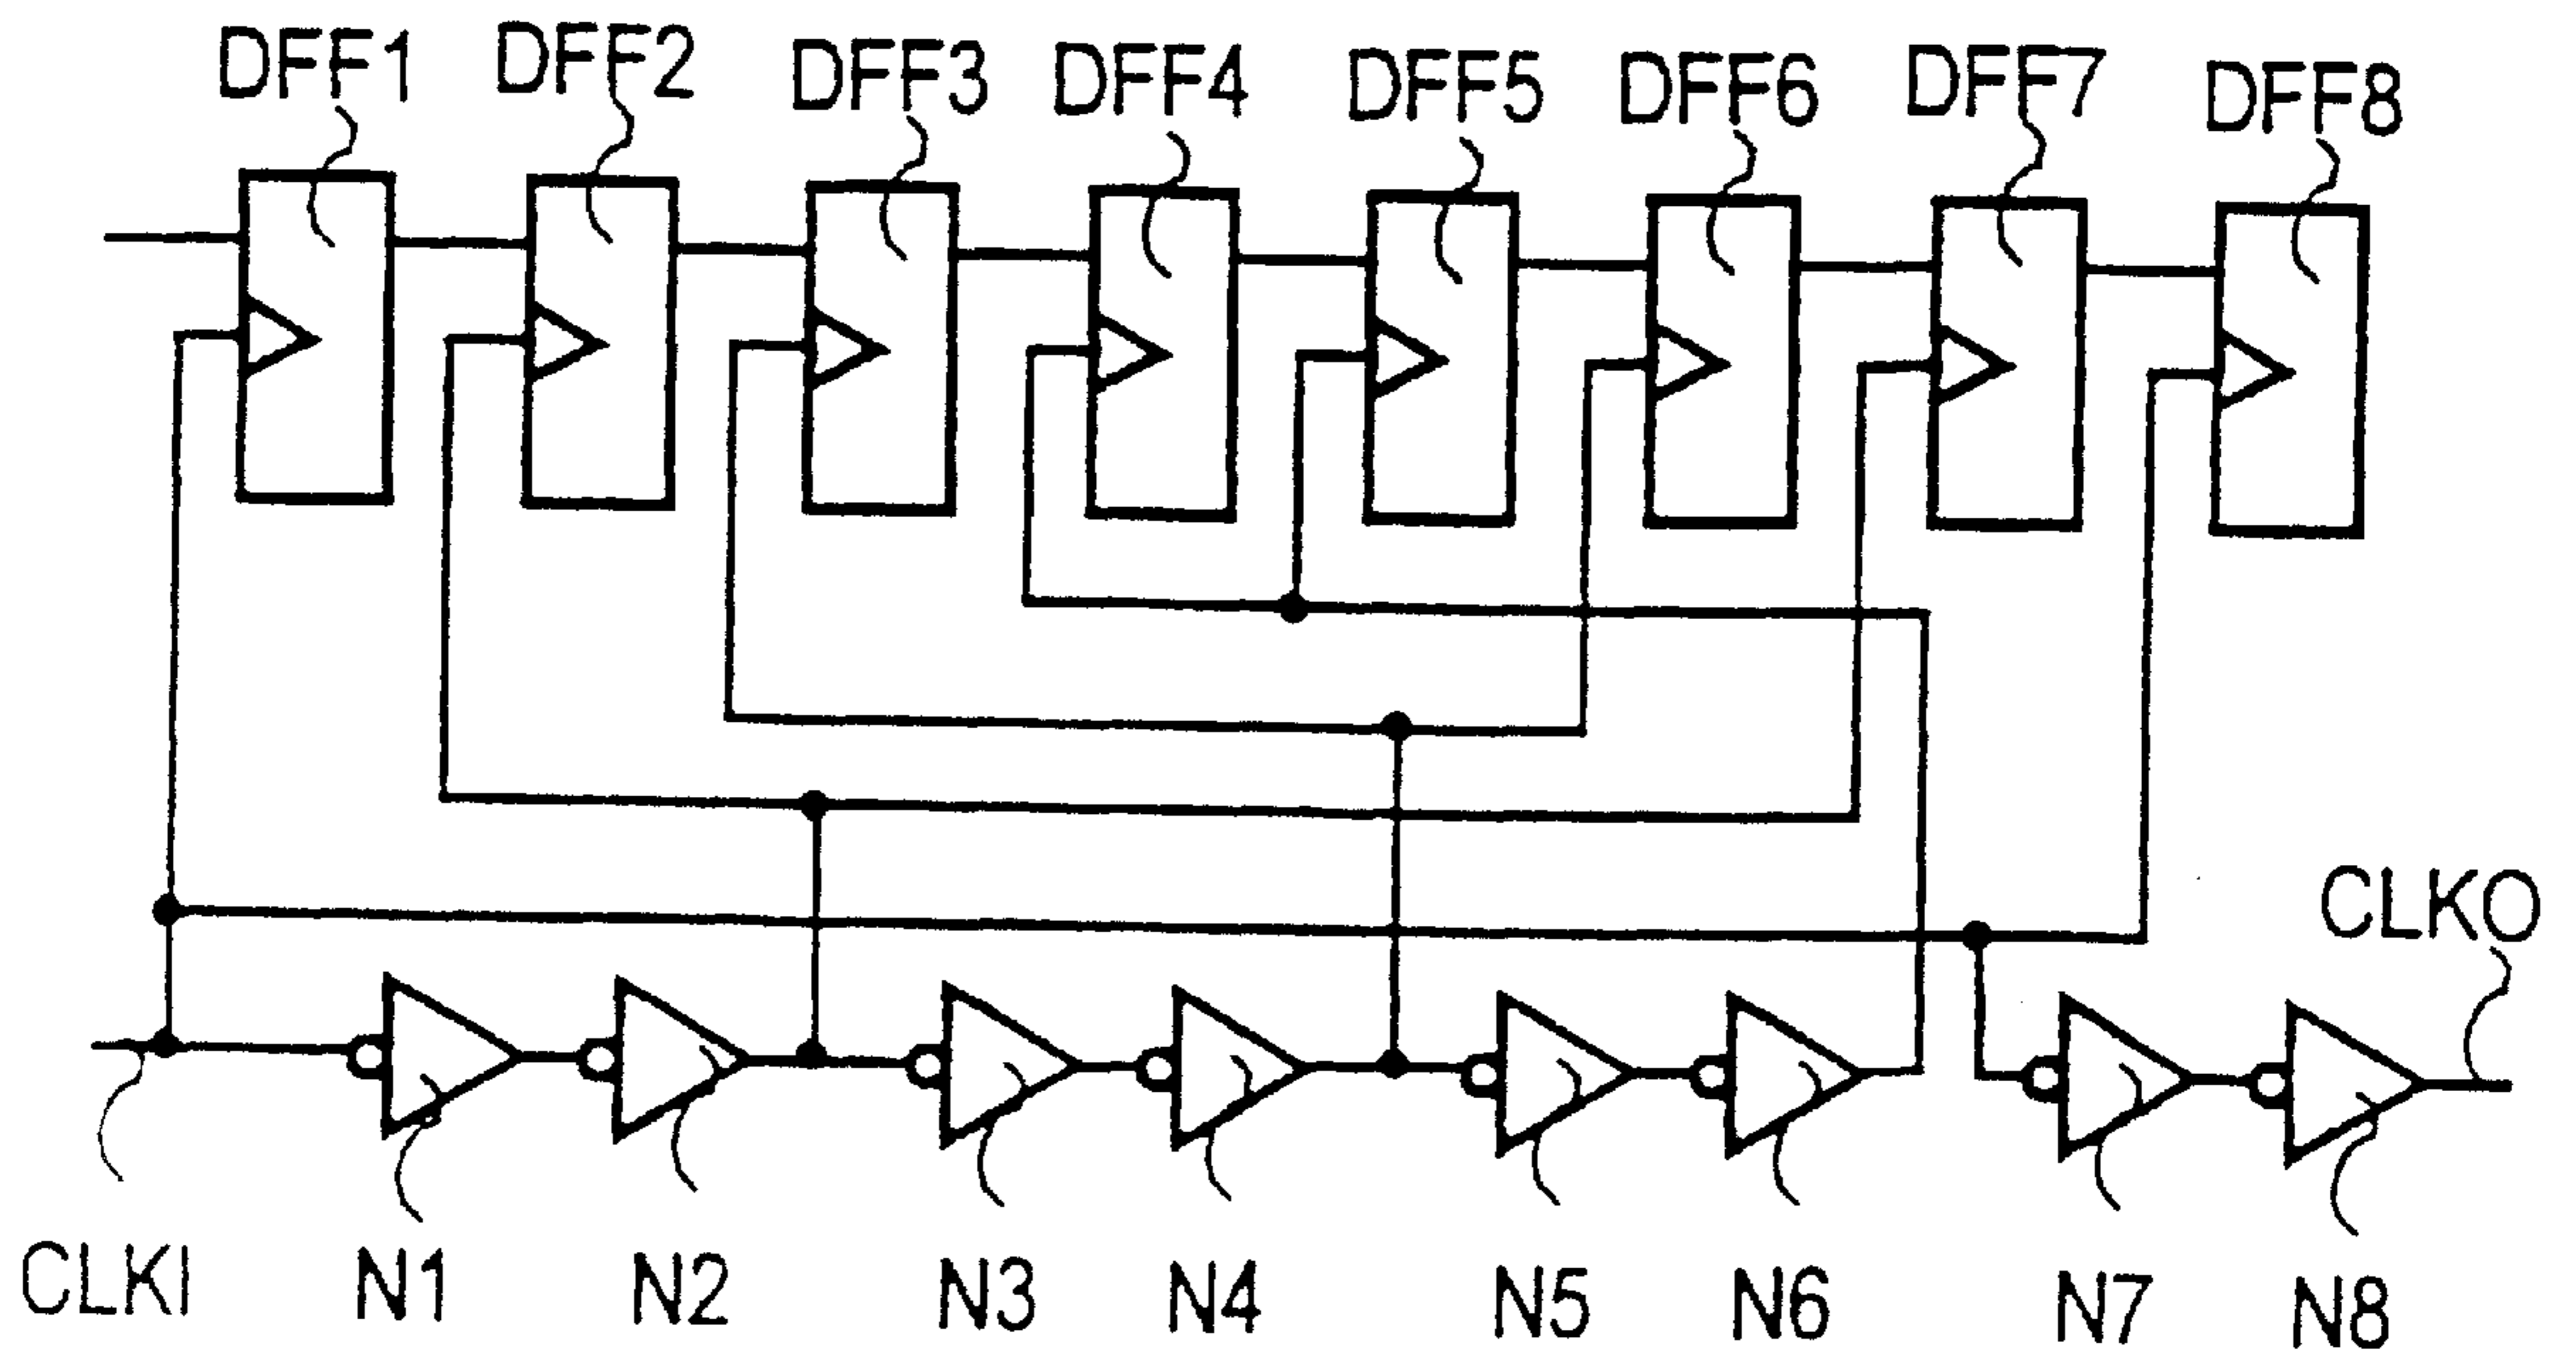 DFF1 DFF2 DFF3 DFF4 DFF5 DFF6 DFF7 DFF8
CLKO
CLKI N1 N2 N3 N4 N5 N6 N7 N8